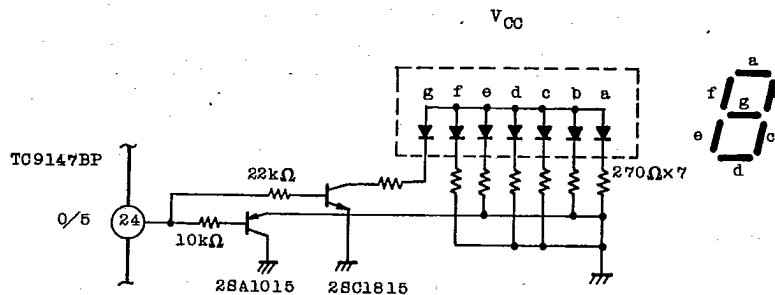 V_CC
g f e d c b a
a
f
g
e
c
d
TC9147BP
22kΩ
270Ω×7
0/5
24
10kΩ
2SA1015
2SC1815